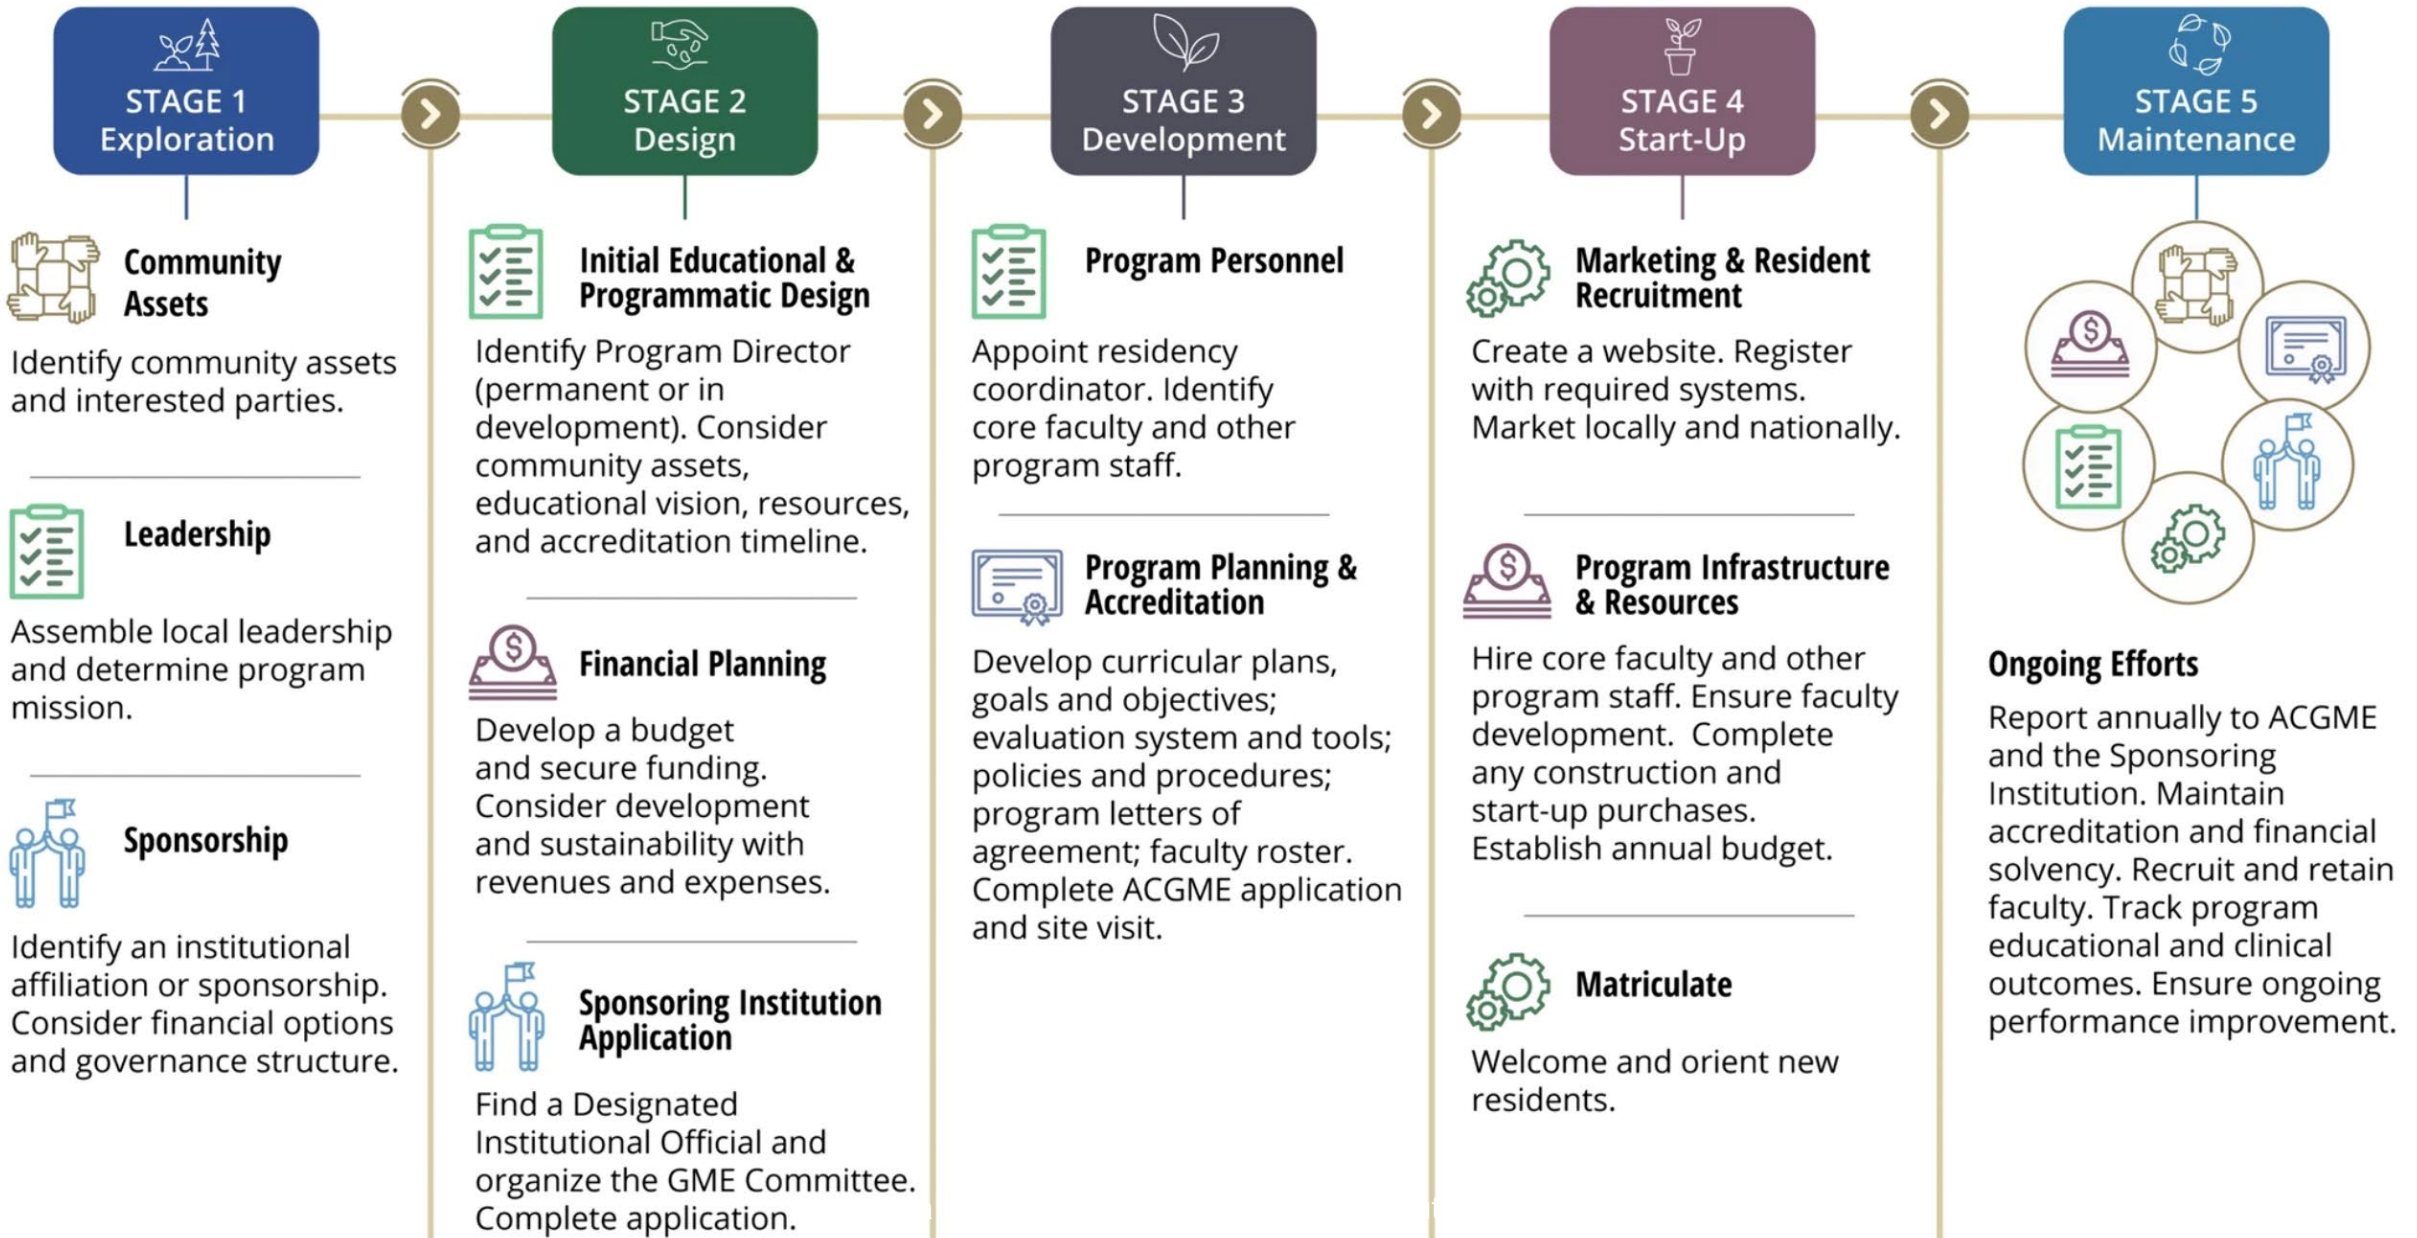 STAGE 1
Exploration
Community
Assets
Identify community assets
and interested parties.
Leadership
Assemble local leadership
and determine program
mission.
Sponsorship
Identify an institutional
affiliation or sponsorship.
Consider financial options
and governance structure.
STAGE 2
Design
Initial Educational &
Programmatic Design
Identify Program Director
(permanent or in
development). Consider
community assets,
educational vision, resources,
and accreditation timeline.
Financial Planning
Develop a budget
and secure funding.
Consider development
and sustainability with
revenues and expenses.
Sponsoring Institution
Application
Find a Designated
Institutional Official and
organize the GME Committee.
Complete application.
STAGE 3
Development
Program Personnel
Appoint residency
coordinator. Identify
core faculty and other
program staff.
Program Planning &
Accreditation
Develop curricular plans,
goals and objectives;
evaluation system and tools;
policies and procedures;
program letters of
agreement; faculty roster.
Complete ACGME application
and site visit.
STAGE 4
Start-Up
Marketing & Resident
Recruitment
Create a website. Register
with required systems.
Market locally and nationally.
$
Program Infrastructure
& Resources
Hire core faculty and other
program staff. Ensure faculty
development.  Complete
any construction and
start-up purchases.
Establish annual budget.
Matriculate
Welcome and orient new
residents.
STAGE 5
Maintenance
$
Ongoing Efforts
Report annually to ACGME
and the Sponsoring
Institution. Maintain
accreditation and financial
solvency. Recruit and retain
faculty. Track program
educational and clinical
outcomes. Ensure ongoing
performance improvement.